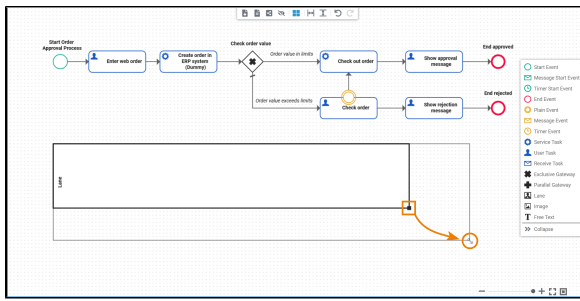 Start Order
Approval Process
Enter web order
Create order in
ERP system
(Dummy)
Check order value
Order value in limits
Check out order
Show approval
message
End approved
Order value exceeds limits
Check order
Show rejection
message
End rejected
Lane
Start Event
Message Start Event
Timer Start Event
End Event
Plain Event
Message Event
Timer Event
Service Task
User Task
Receive Task
Exclusive Gateway
Parallel Gateway
Lane
Image
T Free Text
Collapse